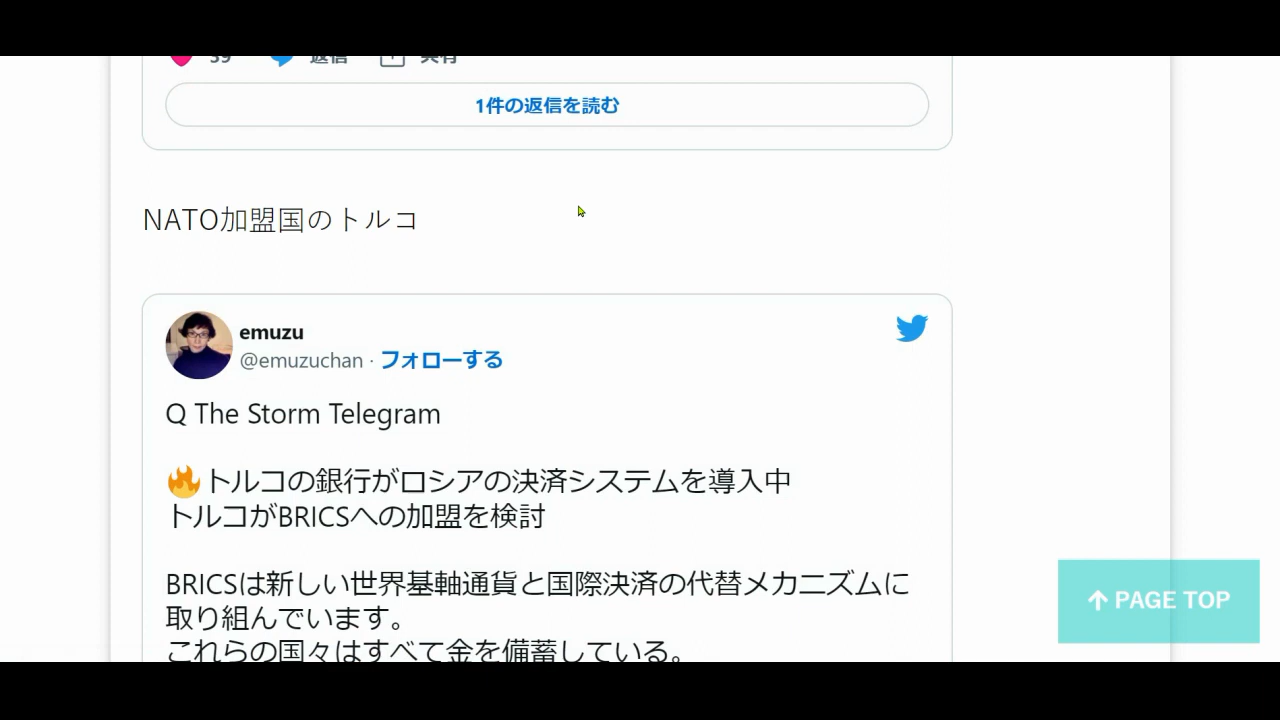 39 返信 共有
1件の返信を読む
NATO加盟国のトルコ
emuzu
@emuzuchan · フォローする
Q The Storm Telegram
🔥トルコの銀行がロシアの決済システムを導入中
トルコがBRICSへの加盟を検討
BRICSは新しい世界基軸通貨と国際決済の代替メカニズムに
取り組んでいます。
これらの国々はすべて金を備蓄している。
↑ PAGE TOP